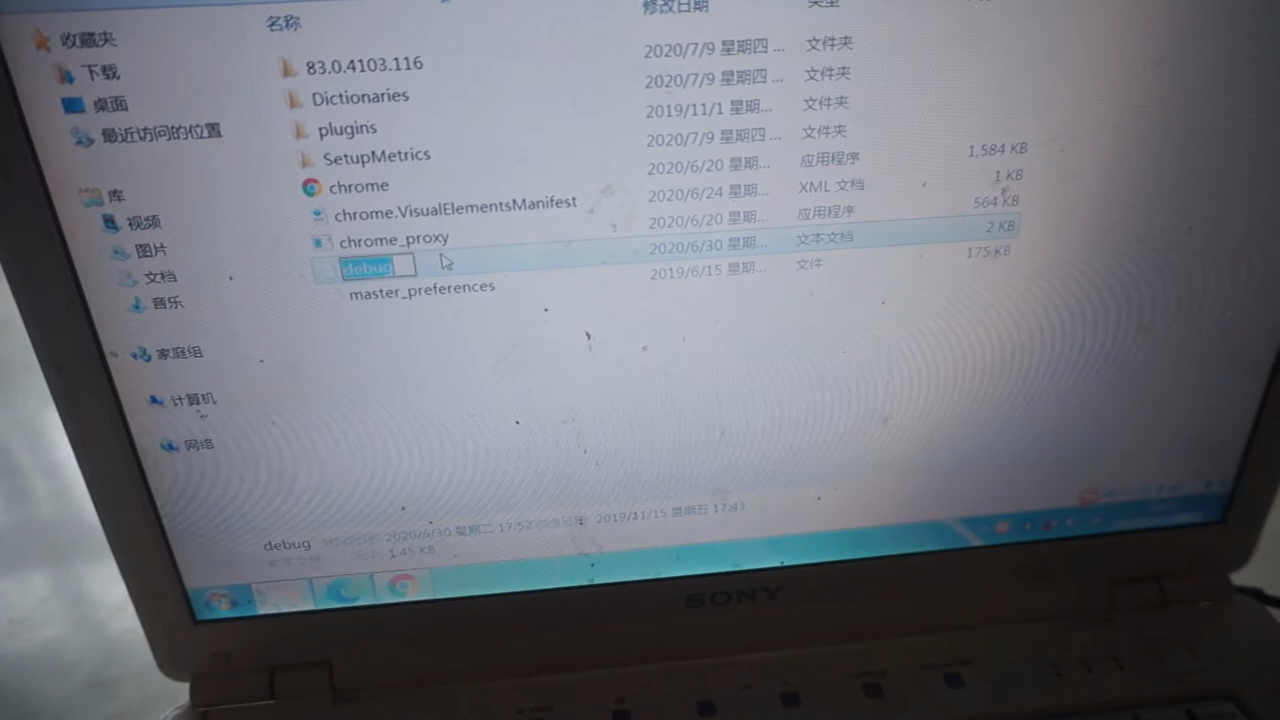 名称 修改日期 类型
收藏夹
下载
桌面
最近访问的位置
库
视频
图片
文档
音乐
家庭组
计算机
网络
83.0.4103.116 2020/7/9 星期四 ... 文件夹
Dictionaries 2020/7/9 星期四 ... 文件夹
plugins 2019/11/1 星期... 文件夹
SetupMetrics 2020/7/9 星期四 ... 文件夹
chrome 2020/6/20 星期... 应用程序 1,584 KB
chrome.VisualElementsManifest 2020/6/24 星期... XML 文档 1 KB
chrome_proxy 2020/6/20 星期... 应用程序 564 KB
debug 2020/6/30 星期... 文本文档 2 KB
master_preferences 2019/6/15 星期... 文件 175 KB
debug 2020/6/30 星期二 17:52 2019/11/15 星期五 17:43
文本文档 1.45 KB
SONY